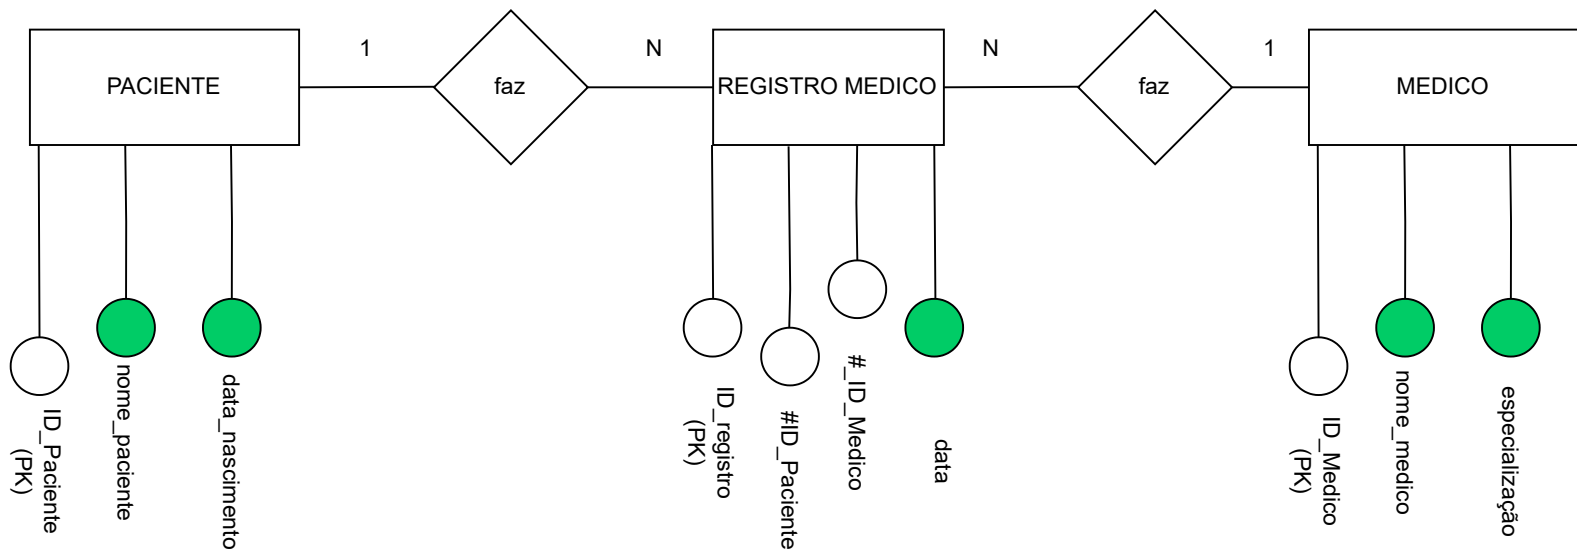 PACIENTE
1
faz
N
REGISTRO MEDICO
N
faz
1
MEDICO
ID_Paciente
(PK)
nome_paciente
data_nascimento
ID_registro
(PK)
#ID_Paciente
#_ID_Medico
data
ID_Medico
(PK)
nome_medico
especialização